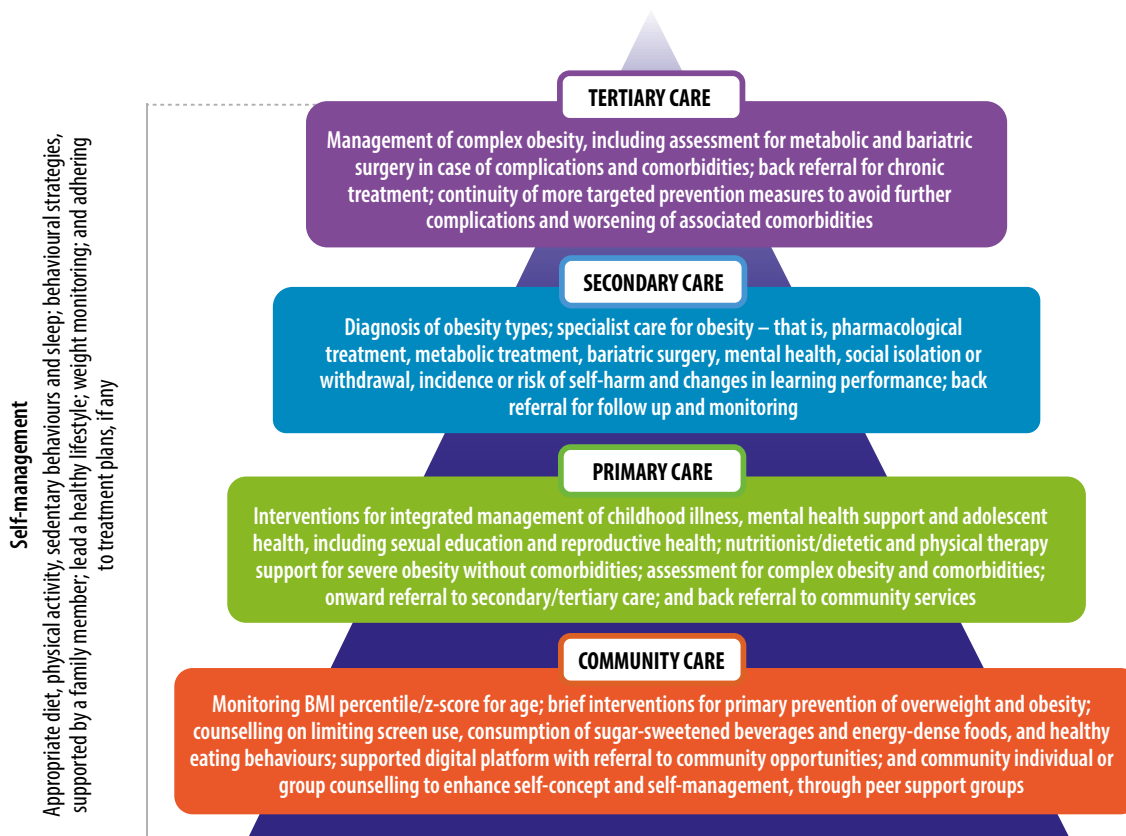 Self-management
Appropriate diet, physical activity, sedentary behaviours and sleep; behavioural strategies,
supported by a family member; lead a healthy lifestyle; weight monitoring; and adhering
to treatment plans, if any
TERTIARY CARE
Management of complex obesity, including assessment for metabolic and bariatric
surgery in case of complications and comorbidities; back referral for chronic
treatment; continuity of more targeted prevention measures to avoid further
complications and worsening of associated comorbidities
SECONDARY CARE
Diagnosis of obesity types; specialist care for obesity – that is, pharmacological
treatment, metabolic treatment, bariatric surgery, mental health, social isolation or
withdrawal, incidence or risk of self-harm and changes in learning performance; back
referral for follow up and monitoring
PRIMARY CARE
Interventions for integrated management of childhood illness, mental health support and adolescent
health, including sexual education and reproductive health; nutritionist/dietetic and physical therapy
support for severe obesity without comorbidities; assessment for complex obesity and comorbidities;
onward referral to secondary/tertiary care; and back referral to community services
COMMUNITY CARE
Monitoring BMI percentile/z-score for age; brief interventions for primary prevention of overweight and obesity;
counselling on limiting screen use, consumption of sugar-sweetened beverages and energy-dense foods, and healthy
eating behaviours; supported digital platform with referral to community opportunities; and community individual or
group counselling to enhance self-concept and self-management, through peer support groups